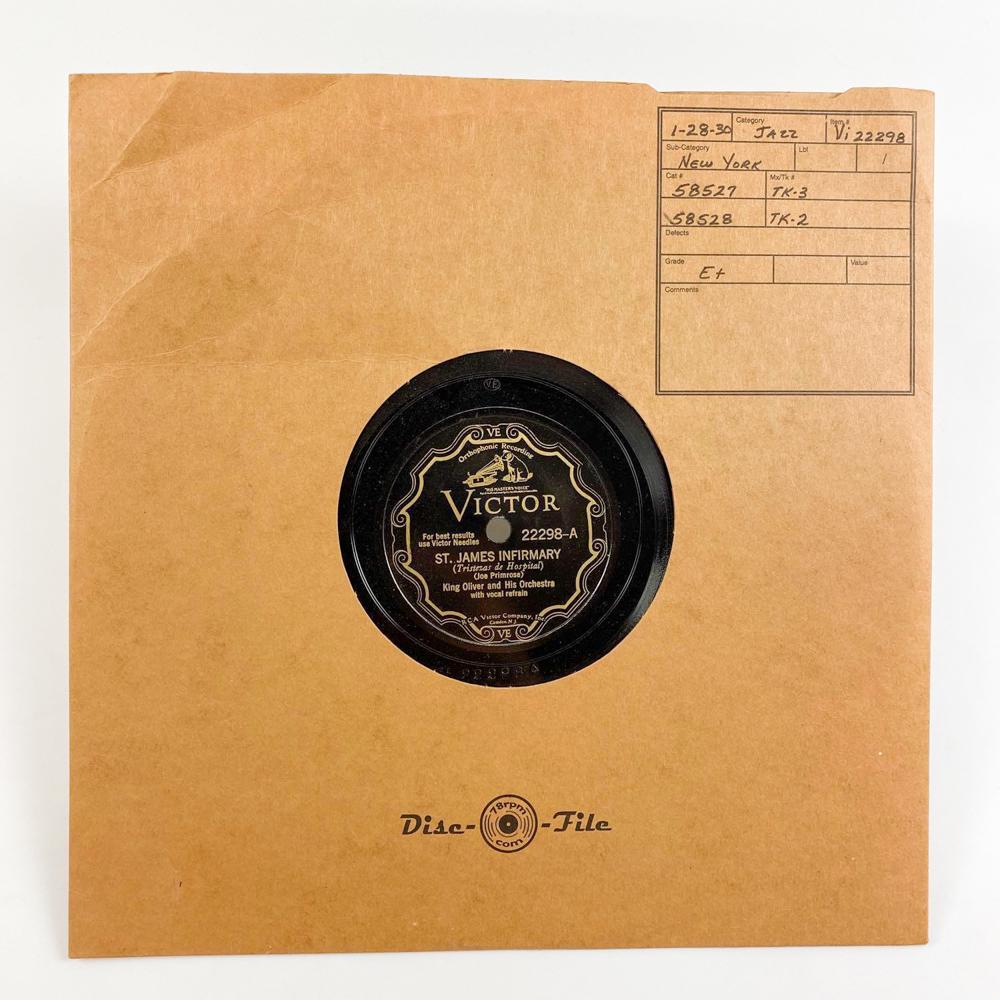 1-28-30 Category JAZZ Item # Vi 22298
Sub-Category NEW YORK Lbl 1
Cat # 58527 Mx/Tk # TK-3
58528 TK-2
Defects
Grade E+ Value
Comments
VE
VE
Orthophonic Recording
"HIS MASTER'S VOICE"
VICTOR
For best results
use Victor Needles 22298-A
ST. JAMES INFIRMARY
(Tristezas de Hospital)
(Joe Primrose)
King Oliver and His Orchestra
with vocal refrain
RCA Victor Company, Inc.
Camden, N.J.
VE
22298 A
Disc- 78rpm com -File